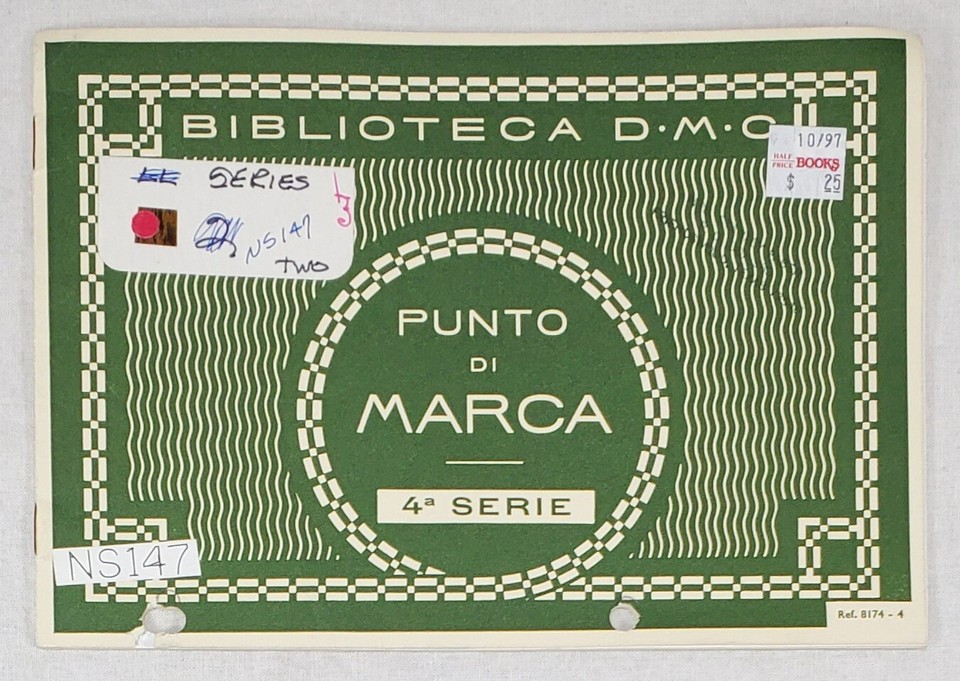 BIBLIOTECA D·M·C
10/97
HALF PRICE BOOKS
$ 25
SERIES
NS147
TWO
PUNTO
DI
MARCA
4ª SERIE
NS147
Ref. 8174 - 4